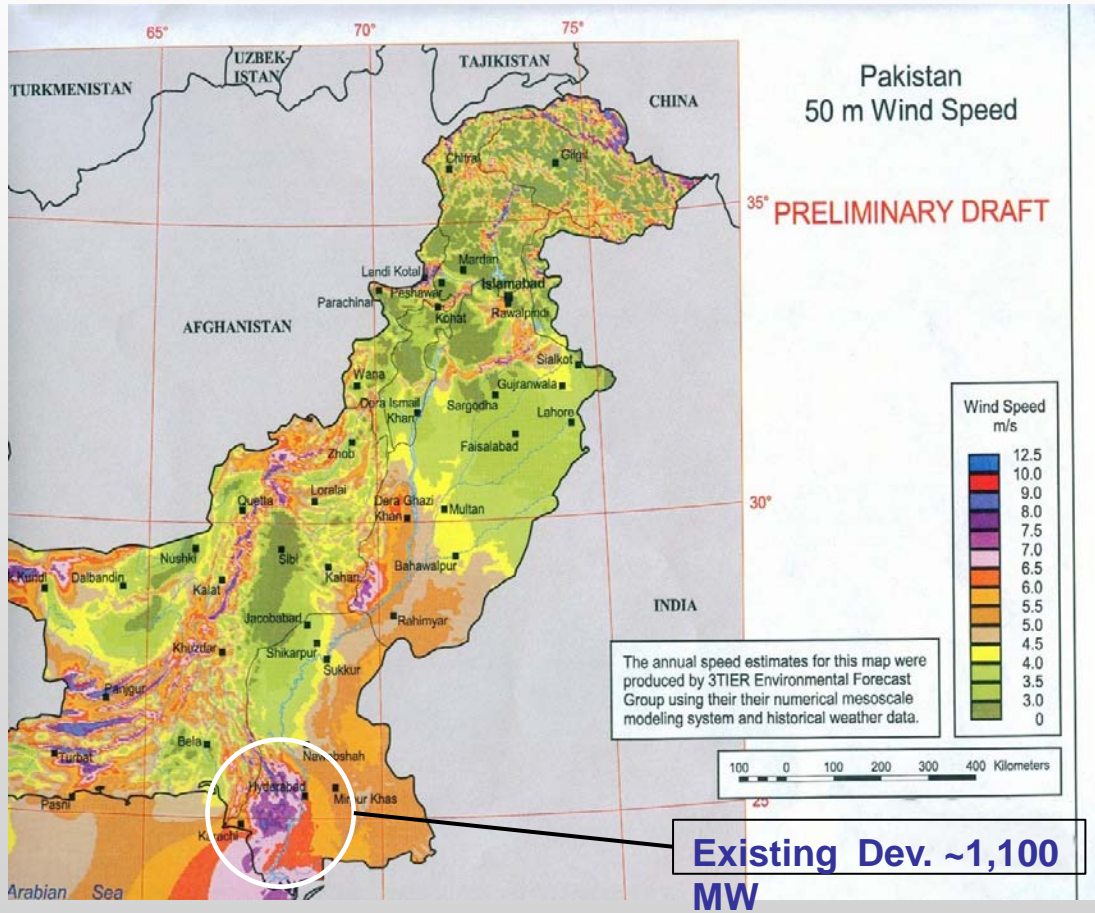 65°
70°
75°
UZBEK-
ISTAN
TAJIKISTAN
TURKMENISTAN
CHINA
Pakistan
50 m Wind Speed
Chitral
Gilgit
35°
PRELIMINARY DRAFT
Mardan
Landi Kotal
Peshawar
Islamabad
Parachinar
Kohat
Rawalpindi
AFGHANISTAN
Sialkot
Wana
Gujranwala
Dera Ismail
Khan
Sargodha
Lahore
Faisalabad
Zhob
Wind Speed
m/s
12.5
10.0
9.0
8.0
7.5
7.0
6.5
6.0
5.5
5.0
4.5
4.0
3.5
3.0
0
Quetta
Loralai
Dera Ghazi
Khan
Multan
30°
Nushki
Sibi
Bahawalpur
k Kundi
Dalbandin
Kalat
Kahan
INDIA
Jacobabad
Rahimyar
Khuzdar
Shikarpur
Sukkur
The annual speed estimates for this map were
produced by 3TIER Environmental Forecast
Group using their their numerical mesoscale
modeling system and historical weather data.
Panjgur
Bela
Turbat
Nawabshah
100 0 100 200 300 400 Kilometers
Hyderabad
Mirpur Khas
25
Pasni
Karachi
Existing Dev. ~1,100
MW
Arabian Sea